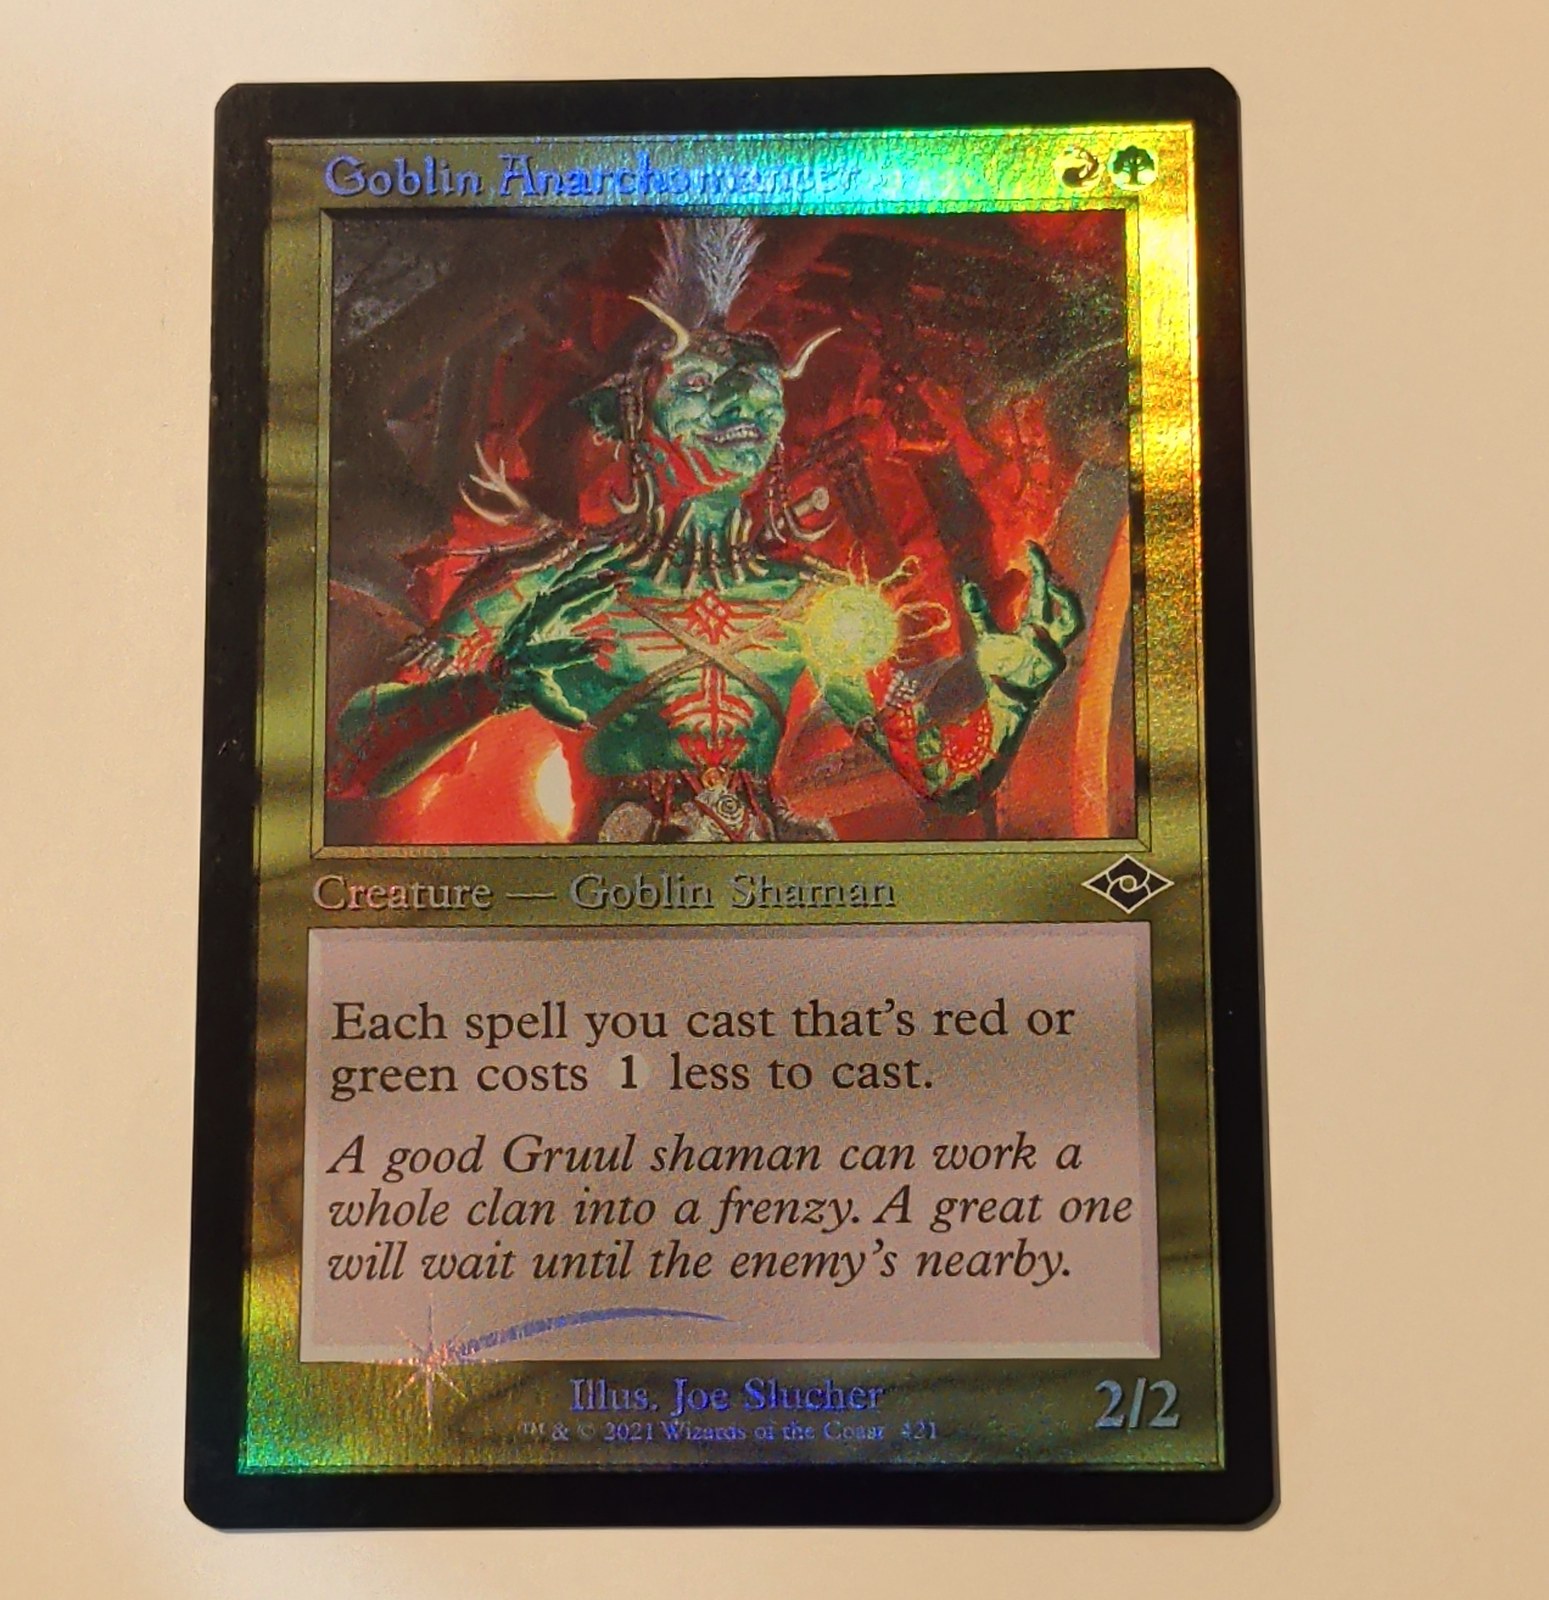 Goblin Anarchomancer
Creature — Goblin Shaman
Each spell you cast that's red or
green costs 1 less to cast.
A good Gruul shaman can work a
whole clan into a frenzy. A great one
will wait until the enemy's nearby.
Illus. Joe Slucher
™ & © 2021 Wizards of the Coast 421
2/2